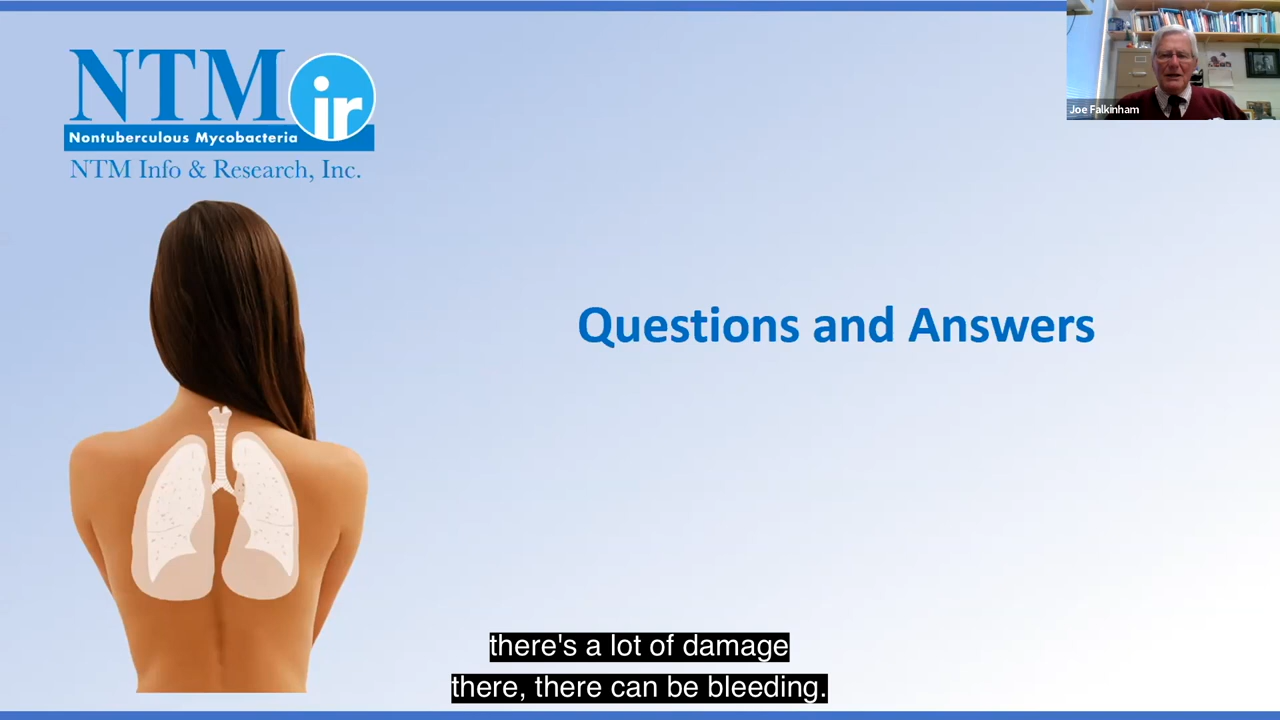 NTM
ir
Nontuberculous Mycobacteria
NTM Info & Research, Inc.
Joe Falkinham
Questions and Answers
there's a lot of damage
there, there can be bleeding.